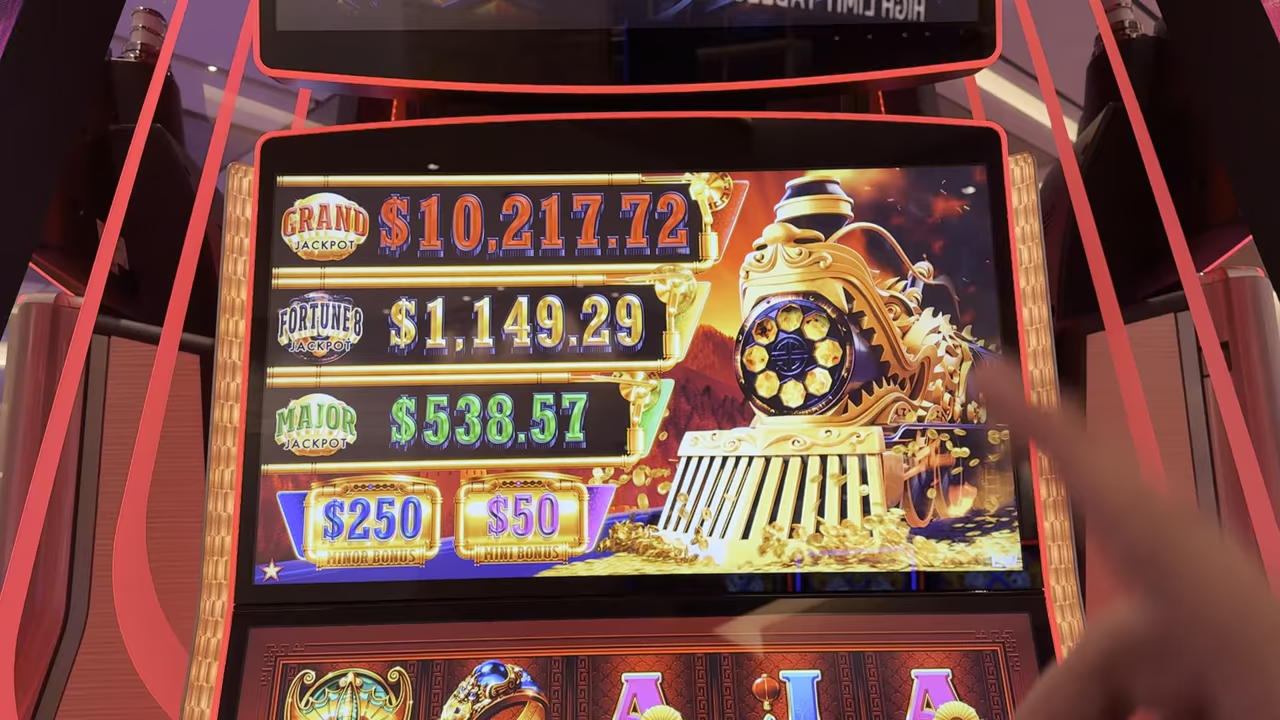 HIGH LIMIT TABLE
GRAND
JACKPOT
$10,217.72
FORTUNE 8
JACKPOT
$1,149.29
MAJOR
JACKPOT
$538.57
$250
MINOR BONUS
$50
MINI BONUS
A
J
A